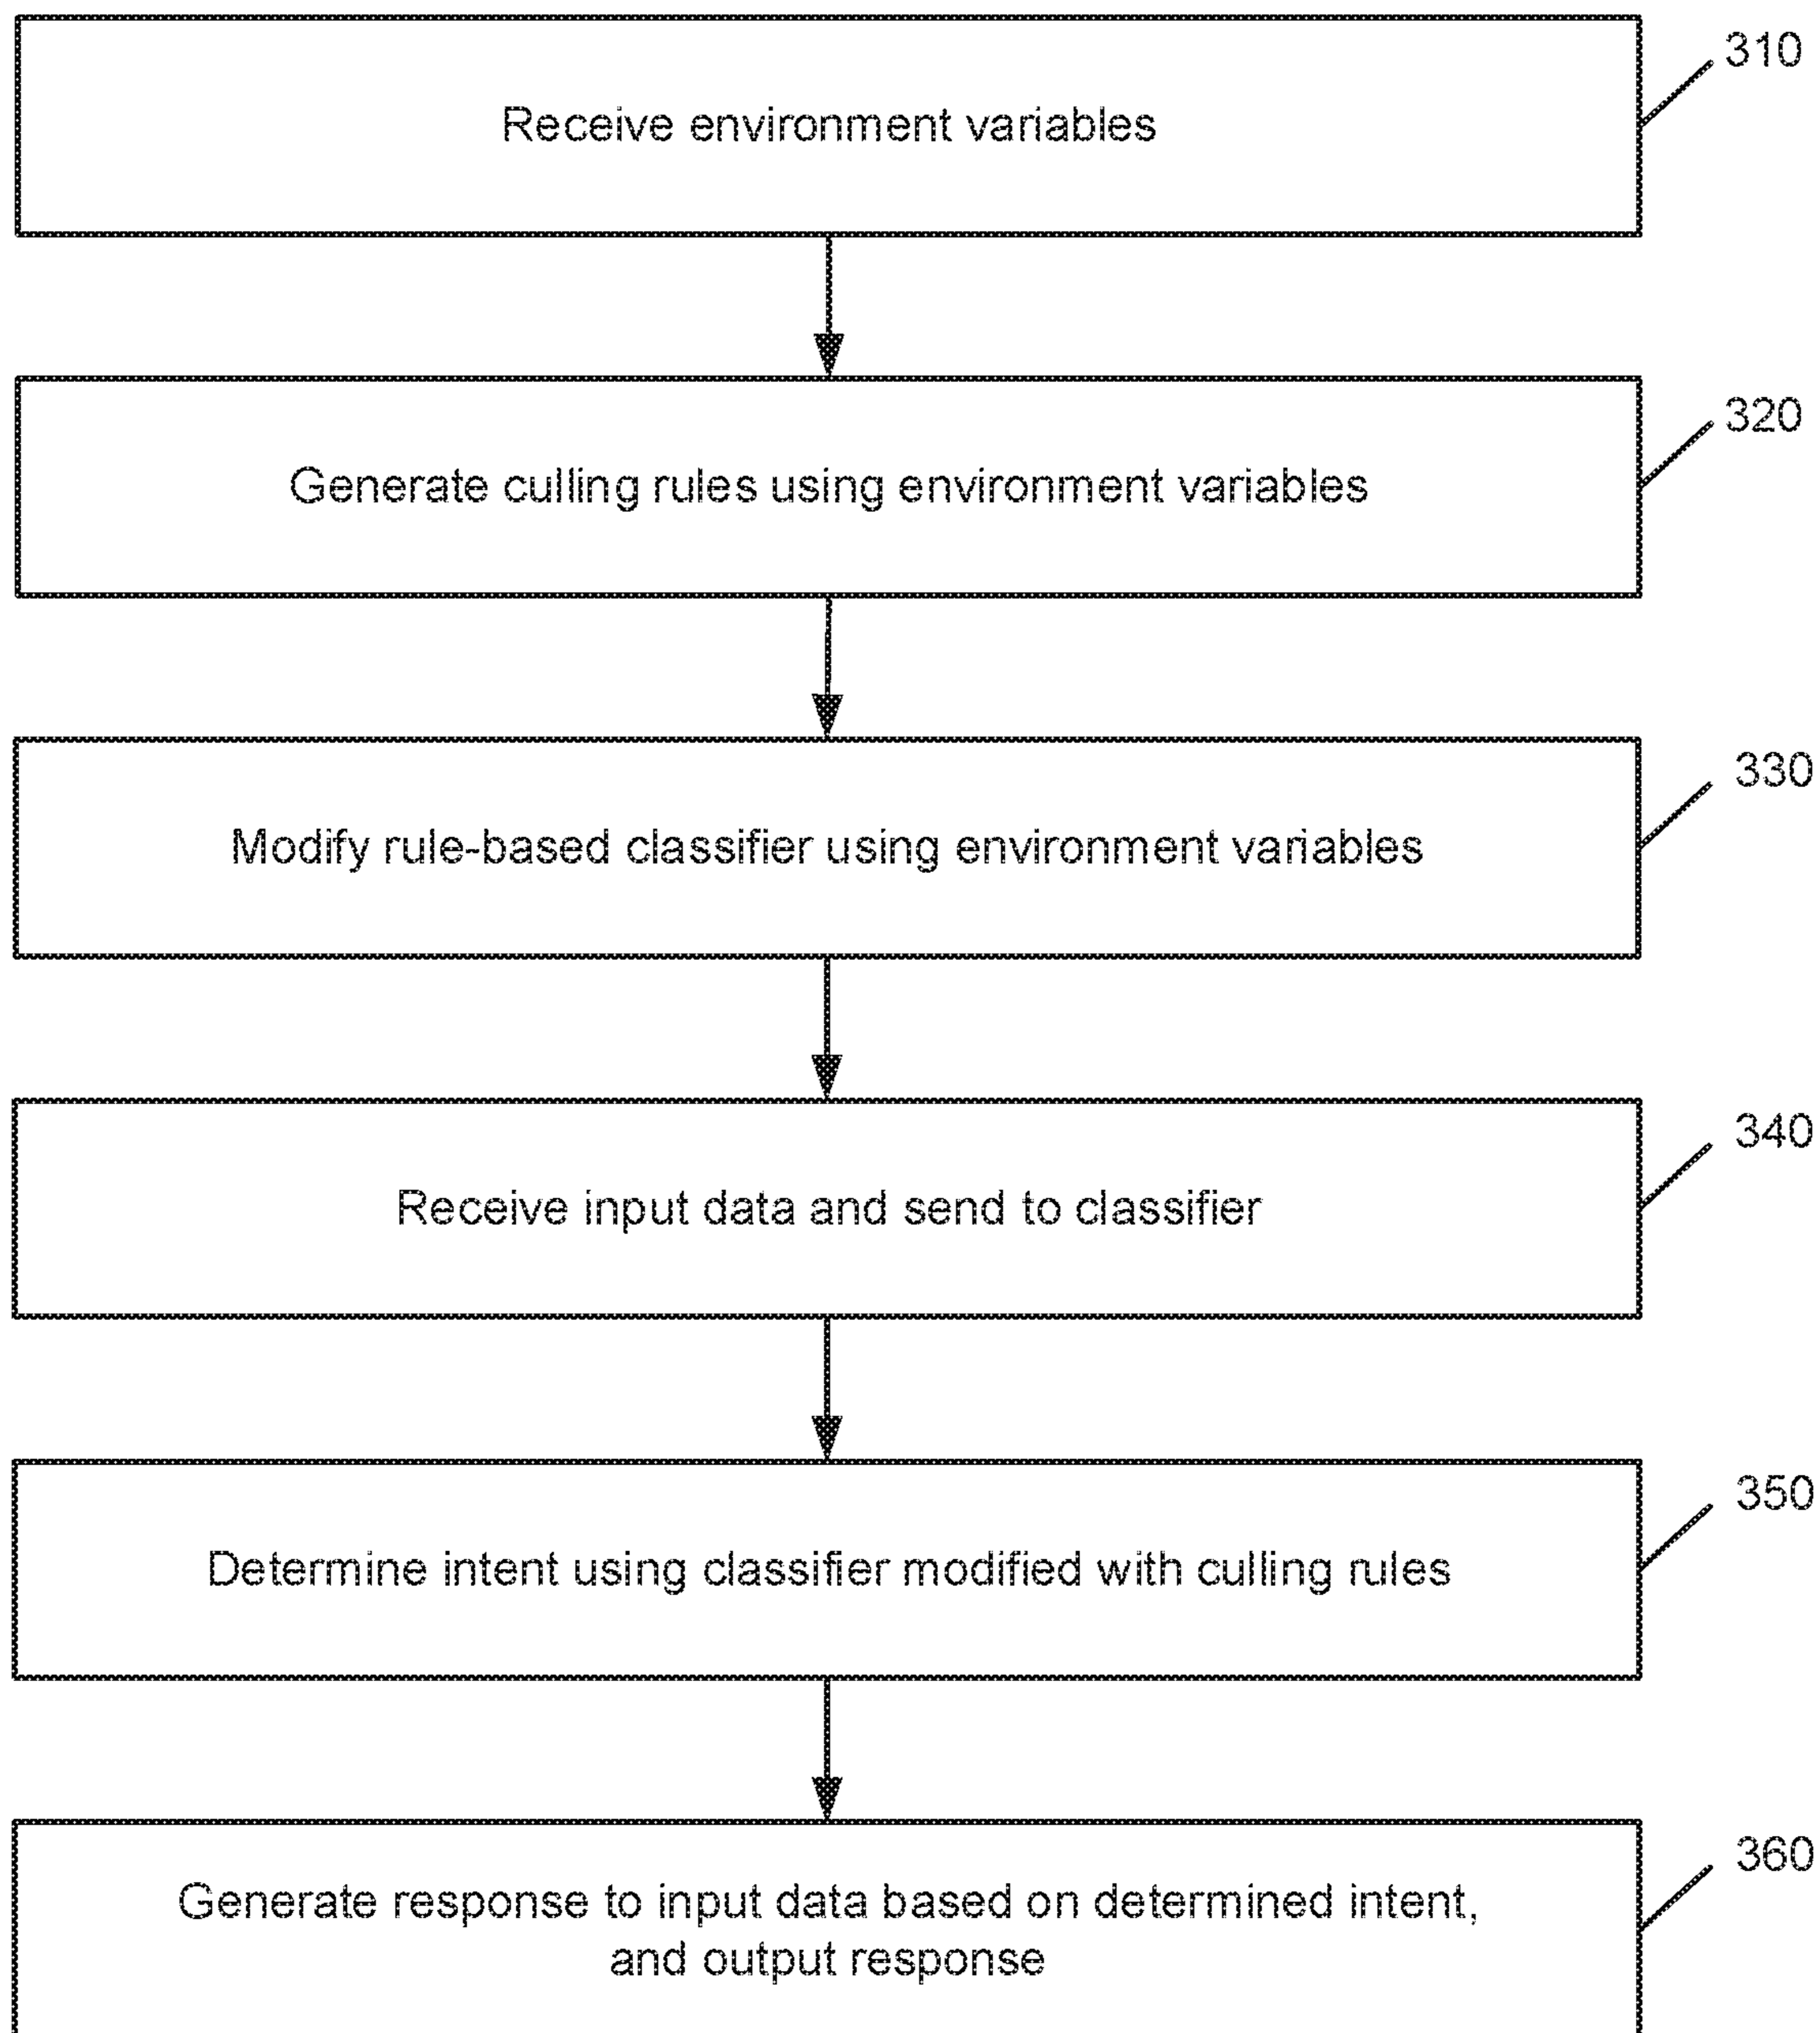 Receive environment variables
310
Generate culling rules using environment variables
320
Modify rule-based classifier using environment variables
330
Receive input data and send to classifier
340
Determine intent using classifier modified with culling rules
350
Generate response to input data based on determined intent,
and output response
360